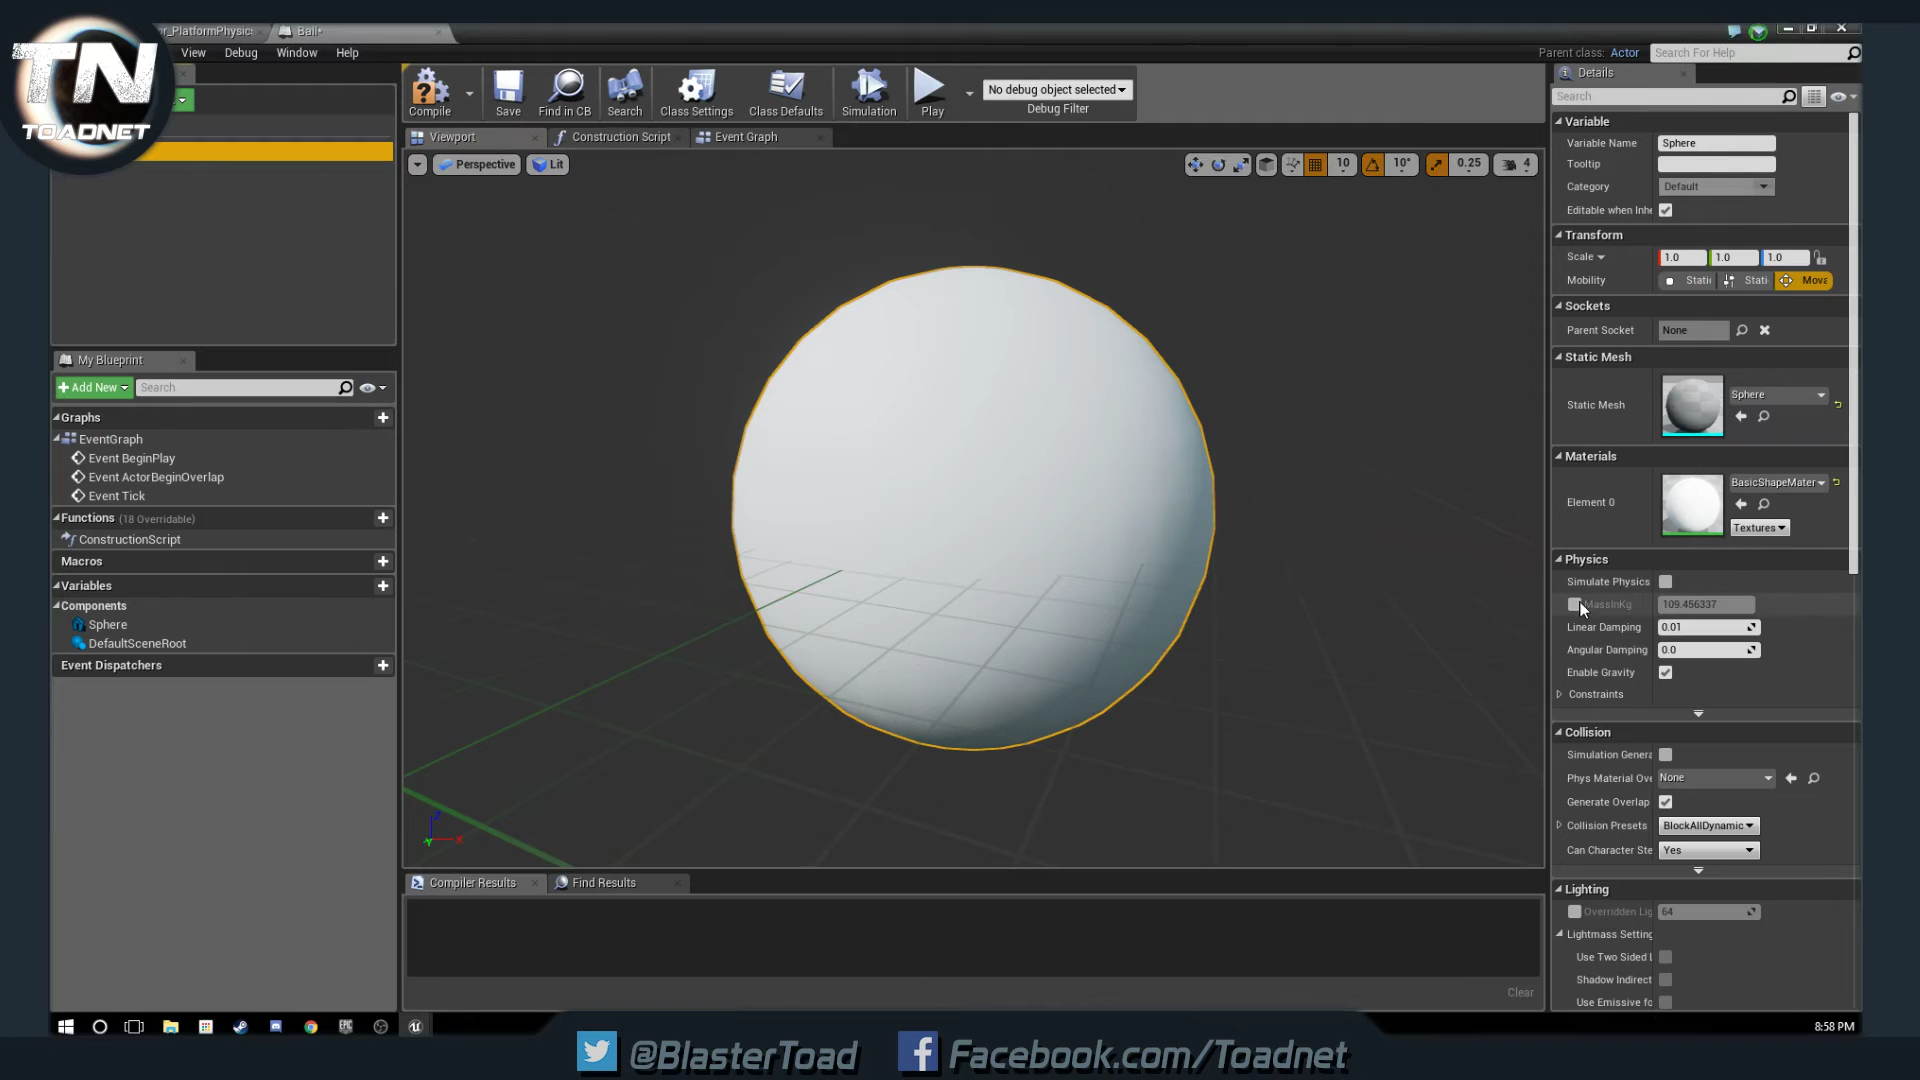 TN
TOADNET
or_PlatformPhysic
Ball*
View Debug Window Help
Parent class: Actor
Search For Help
Compile
Save
Find in CB
Search
Class Settings
Class Defaults
Simulation
Play
No debug object selected
Debug Filter
Details
Search
Viewport
Construction Script
Event Graph
Perspective
Lit
10
10°
0.25
4
Variable
Variable Name Sphere
Tooltip
Category Default
Editable when Inhe
Transform
Scale 1.0 1.0 1.0
Mobility Stati Stati Mova
Sockets
Parent Socket None
Static Mesh
Static Mesh Sphere
Materials
Element 0 BasicShapeMater
Textures
Physics
Simulate Physics
MassInKg 109.456337
Linear Damping 0.01
Angular Damping 0.0
Enable Gravity
Constraints
Collision
Simulation Genera
Phys Material Ove None
Generate Overlap
Collision Presets BlockAllDynamic
Can Character Ste Yes
Lighting
Overridden Lig 64
Lightmass Setting
Use Two Sided L
Shadow Indirect
Use Emissive fo
My Blueprint
Add New Search
Graphs
EventGraph
Event BeginPlay
Event ActorBeginOverlap
Event Tick
Functions (18 Overridable)
ConstructionScript
Macros
Variables
Components
Sphere
DefaultSceneRoot
Event Dispatchers
Z
X
Y
Compiler Results
Find Results
Clear
EPIC
8:58 PM
@BlasterToad
Facebook.com/Toadnet